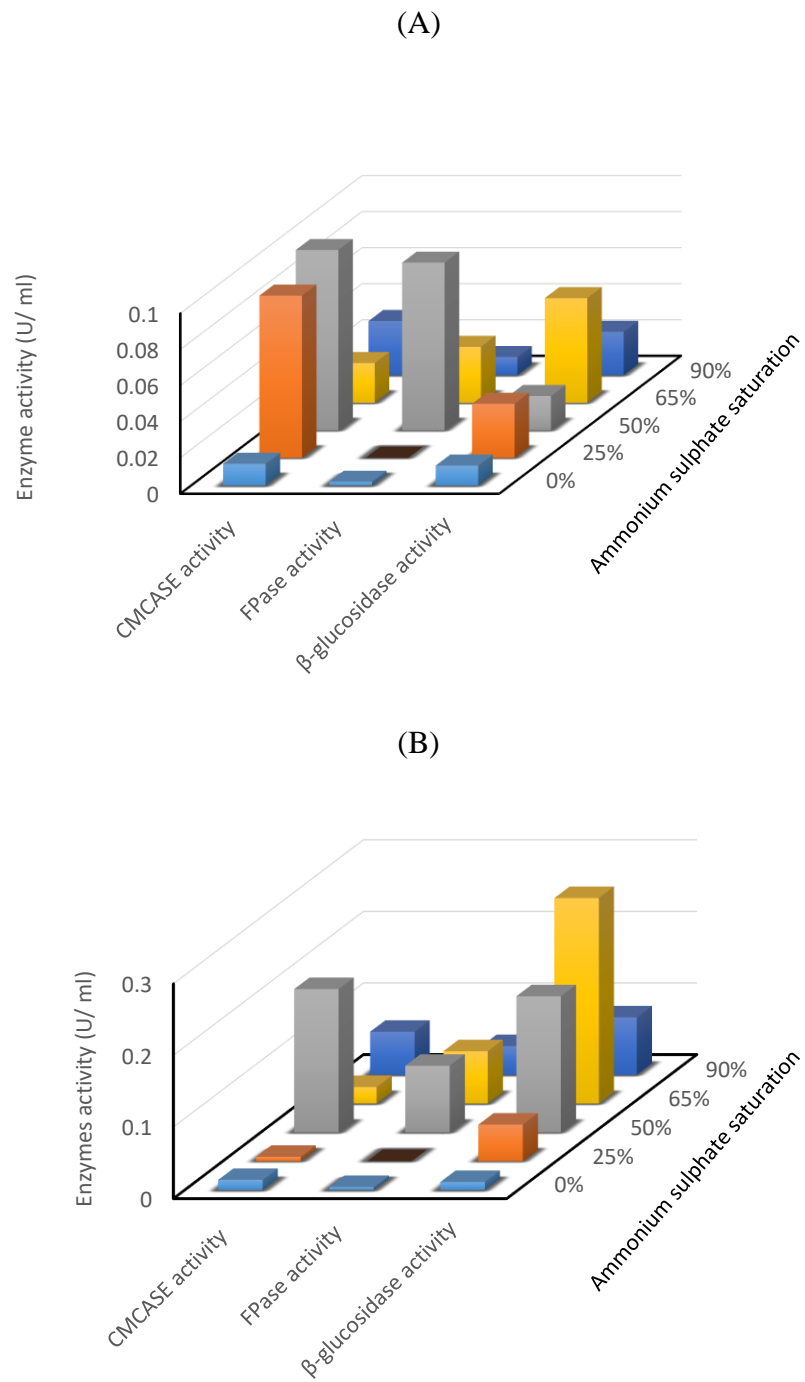 (A)
Enzyme activity (U/ ml)
0.1
0.08
0.06
0.04
0.02
0
90%
65%
50%
25%
0%
Ammonium sulphate saturation
CMCASE activity
FPase activity
β-glucosidase activity
(B)
Enzymes activity (U/ ml)
0.3
0.2
0.1
0
90%
65%
50%
25%
0%
Ammonium sulphate saturation
CMCASE activity
FPase activity
β-glucosidase activity